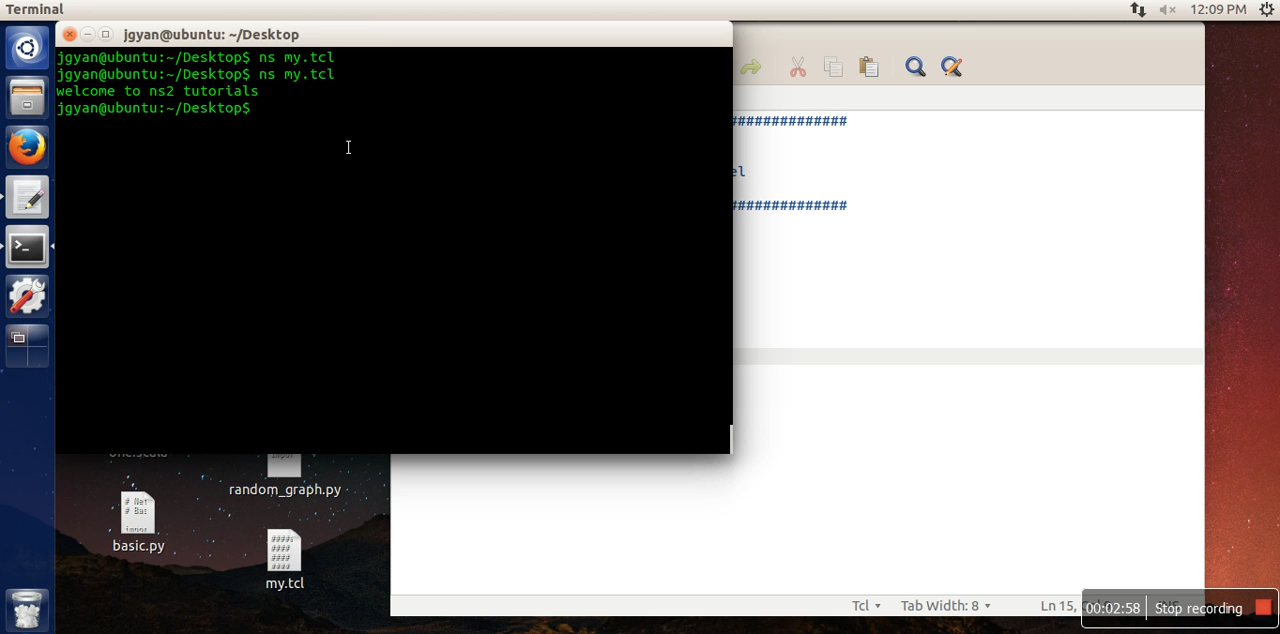 Terminal
12:09 PM
jgyan@ubuntu: ~/Desktop
jgyan@ubuntu:~/Desktop$ ns my.tcl
jgyan@ubuntu:~/Desktop$ ns my.tcl
welcome to ns2 tutorials
jgyan@ubuntu:~/Desktop$
##############
el
##############
random_graph.py
# Net
# Bas
basic.py
####
####
####
my.tcl
Tcl
Tab Width: 8
Ln 15,
00:02:58
Stop recording